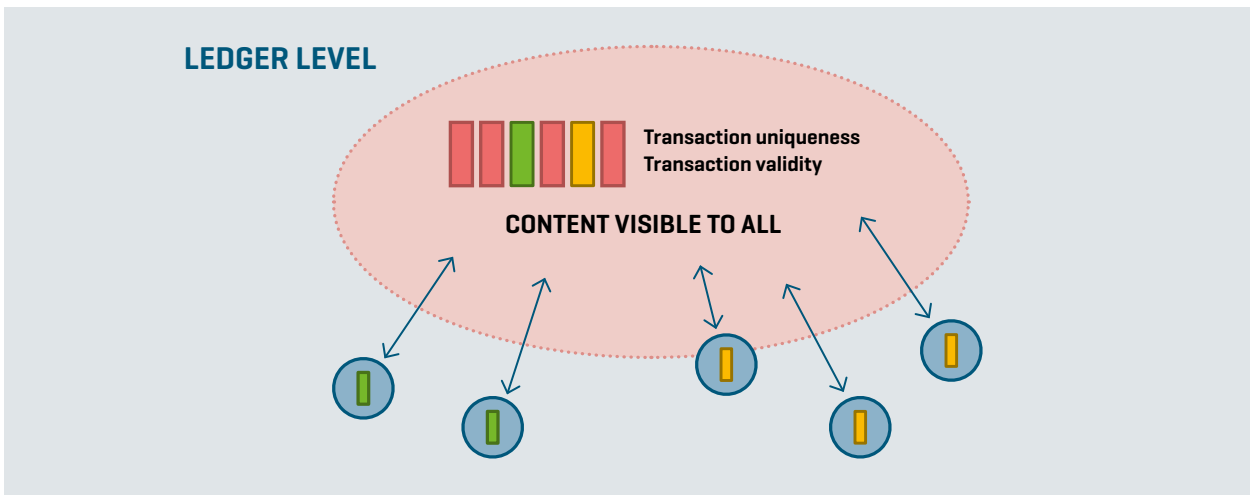 LEDGER LEVEL
Transaction uniqueness
Transaction validity
CONTENT VISIBLE TO ALL